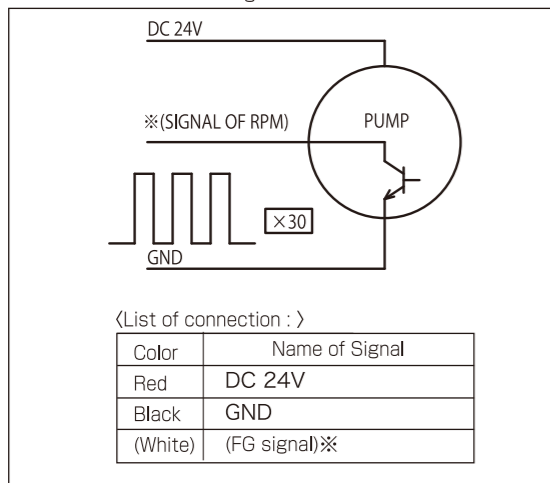 DC 24V
※(SIGNAL OF RPM)
PUMP
×30
GND
〈List of connection : 〉
Color Name of Signal
Red DC 24V
Black GND
(White) (FG signal)※